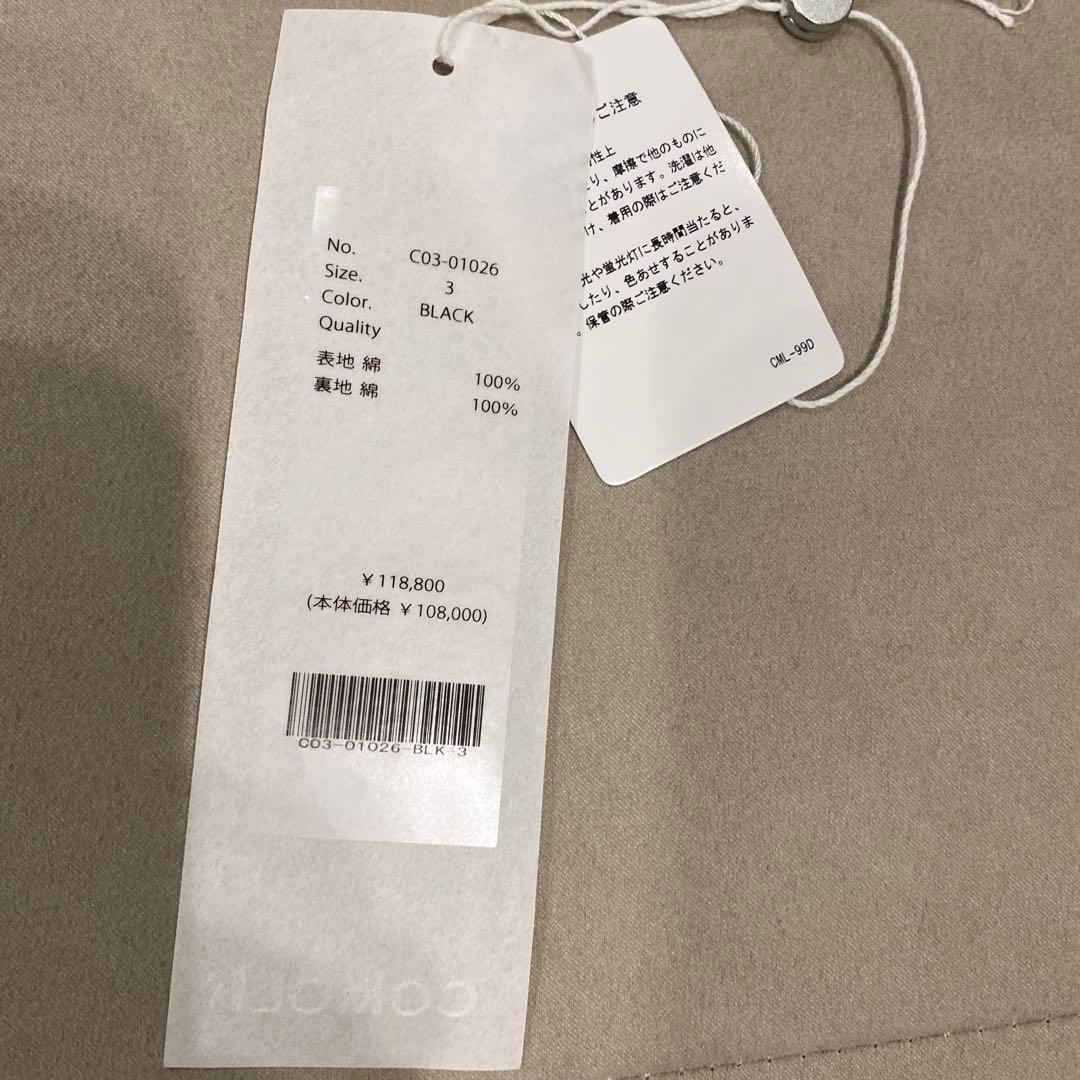 No. C03-01026
Size. 3
Color. BLACK
Quality
表地 綿 100%
裏地 綿 100%
￥118,800
(本体価格 ￥108,000)
C03-01026-BLK-3
COMOLI
ご注意
性上
り、摩擦で他のものに
とがあります。洗濯は他
け、着用の際はご注意くだ
光や蛍光灯に長時間当たると、
したり、色あせすることがありま
。保管の際ご注意ください。
CML-99D